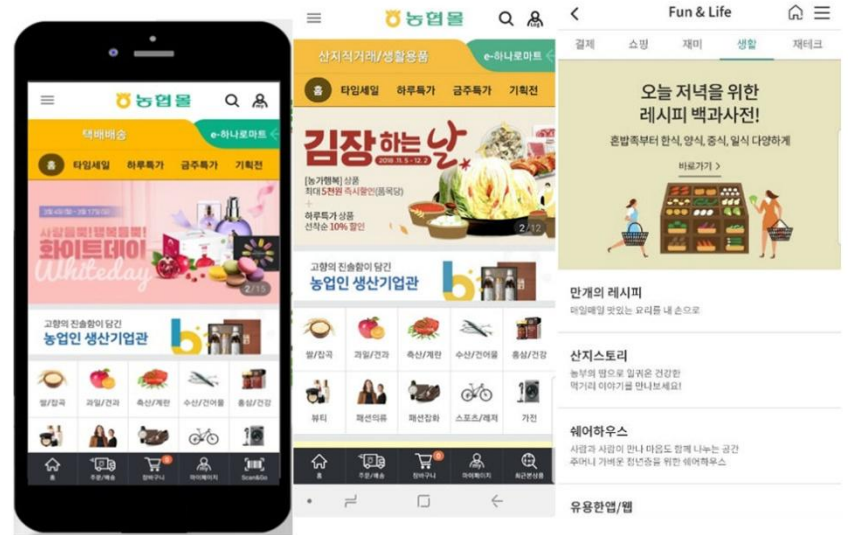 농협몰
택배배송
e-하나로마트
홈
타임세일
하루특가
금주특가
기획전
사랑듬뿍!행복듬뿍!
화이트데이
Whiteday
2/15
고향의 진솔함이 담긴
농업인 생산기업관
쌀/잡곡
과일/견과
축산/계란
수산/건어물
홍삼/건강
홈
주문/배송
장바구니
마이페이지
Scan&Go
농협몰
산지직거래/생활용품
e-하나로마트
홈
타임세일
하루특가
금주특가
기획전
김장하는 날
2018. 11. 5 - 12. 2
[농가행복] 상품
최대 5천원 즉시할인(품목당)
+
하루특가 상품
선착순 10% 할인
2/12
고향의 진솔함이 담긴
농업인 생산기업관
쌀/잡곡
과일/견과
축산/계란
수산/건어물
홍삼/건강
뷰티
패션의류
패션잡화
스포츠/레저
가전
홈
주문/배송
장바구니
마이페이지
최근본상품
Fun & Life
결제
쇼핑
재미
생활
재테크
오늘 저녁을 위한
레시피 백과사전!
혼밥족부터 한식, 양식, 중식, 일식 다양하게
바로가기 >
만개의 레시피
매일매일 맛있는 요리를 내 손으로
산지스토리
농부의 땀으로 일궈온 건강한
먹거리 이야기를 만나보세요!
쉐어하우스
사람과 사람이 만나 마음도 함께 나누는 공간
주머니 가벼운 청년층을 위한 쉐어하우스
유용한앱/웹